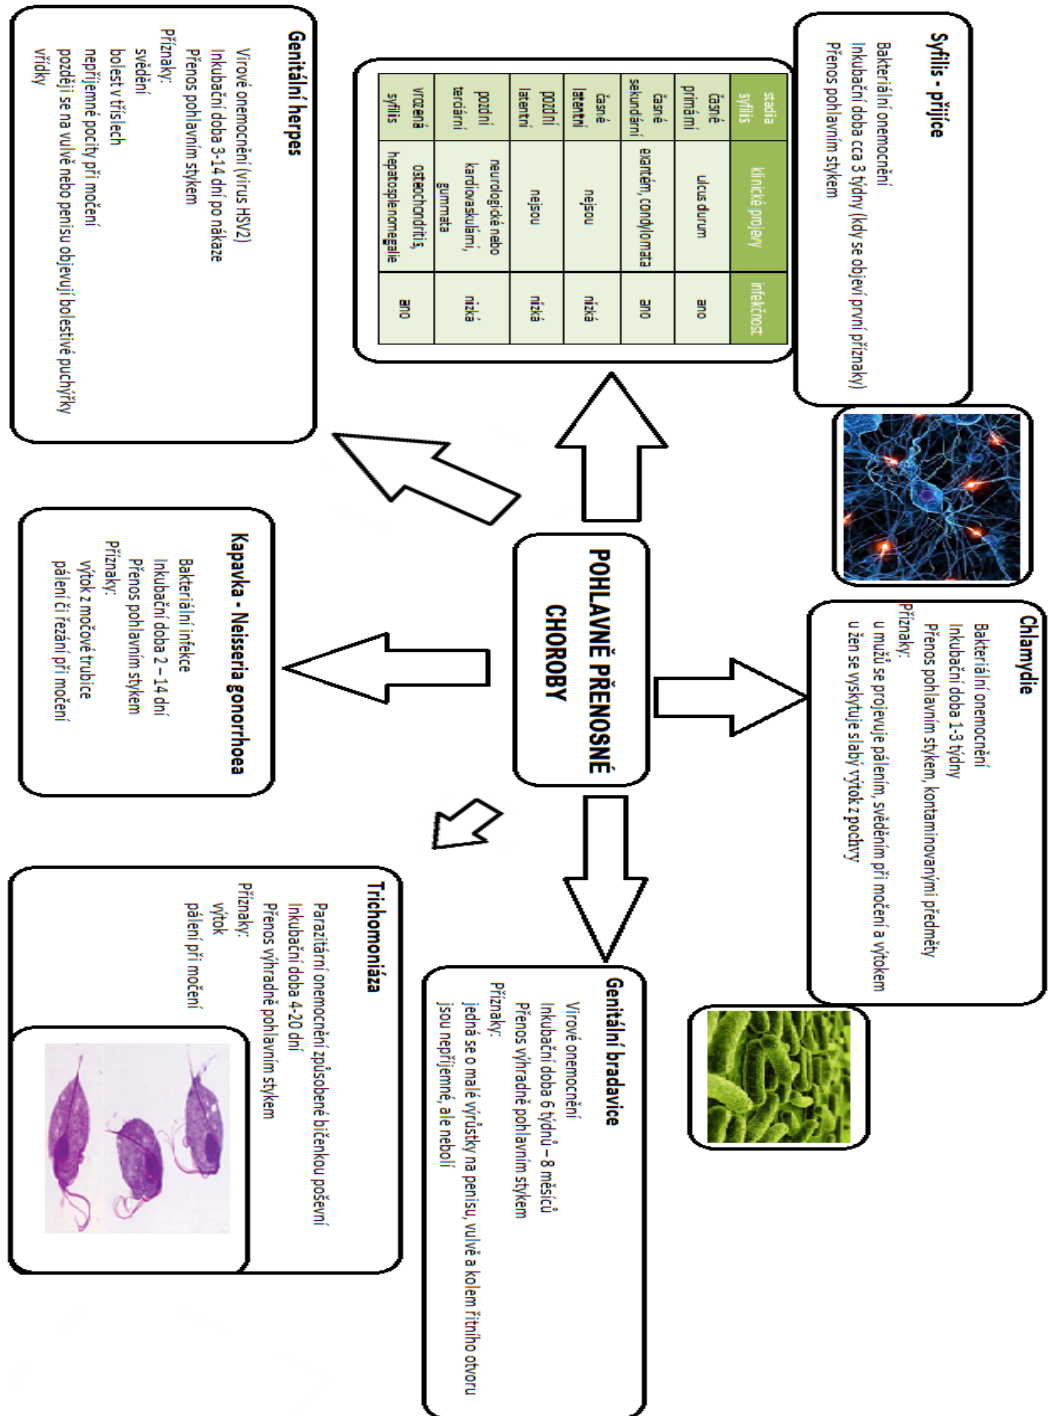 Syfilis - příjice
Bakteriální onemocnění
Inkubační doba cca 3 týdny (kdy se objeví první příznaky)
Přenos pohlavním stykem
stadia syfilis klinické projevy infekčnost
časné primární ulcus durum ano
časné sekundární exantém, condylomata ano
časné latentní nejsou nízká
pozdní latentní nejsou nízká
pozdní terciární neurologické nebo kardiovaskulární, gummata nízká
vrozená syfilis osteochondritis, hepatosplenomegalie ano
Chlamydie
Bakteriální onemocnění
Inkubační doba 1-3 týdny
Přenos pohlavním stykem, kontaminovanými předměty
Příznaky:
u mužů se projevuje pálením, svěděním při močení a výtokem
u žen se vyskytuje slabý výtok z pochvy
POHLAVNĚ PŘENOSNÉ
CHOROBY
Genitální bradavice
Virové onemocnění
Inkubační doba 6 týdnů – 8 měsíců
Přenos výhradně pohlavním stykem
Příznaky:
jedná se o malé výrůstky na penisu, vulvě a kolem řitního otvoru
jsou nepříjemné, ale nebolí
Genitální herpes
Virové onemocnění (virus HSV2)
Inkubační doba 3-14 dní po nákaze
Přenos pohlavním stykem
Příznaky:
svědění
bolest v tříslech
nepříjemné pocity při močení
později se na vulvě nebo penisu objevují bolestivé puchýřky
vřídky
Kapavka - Neisseria gonorrhoea
Bakteriální infekce
Inkubační doba 2 – 14 dní
Přenos pohlavním stykem
Příznaky:
výtok z močové trubice
pálení či řezání při močení
Trichomoniáza
Parazitární onemocnění způsobené bičenkou poševní
Inkubační doba 4-20 dní
Přenos výhradně pohlavním stykem
Příznaky:
výtok
pálení při močení